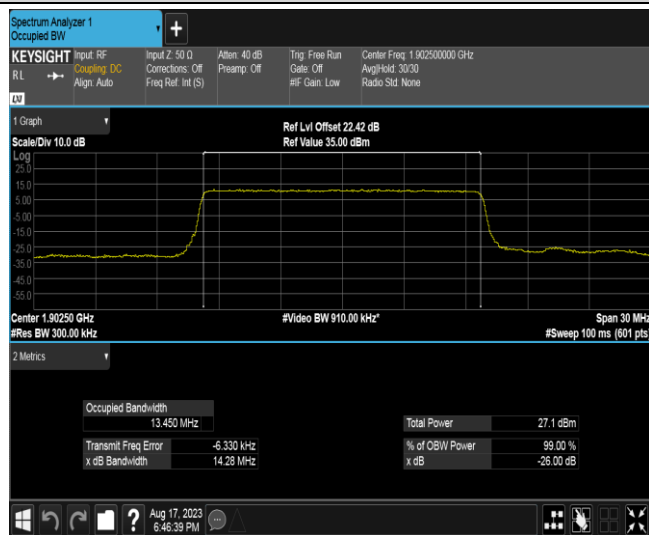 Spectrum Analyzer 1
Occupied BW
+
KEYSIGHT
RL
LXI
Input: RF
Coupling: DC
Align: Auto
Input Z: 50 Ω
Corrections: Off
Freq Ref: Int (S)
Atten: 40 dB
Preamp: Off
Trig: Free Run
Gate: Off
#IF Gain: Low
Center Freq: 1.902500000 GHz
Avg|Hold: 30/30
Radio Std: None
1 Graph
Scale/Div 10.0 dB
Ref Lvl Offset 22.42 dB
Ref Value 35.00 dBm
Log
25.0
15.0
5.00
-5.00
-15.0
-25.0
-35.0
-45.0
-55.0
Center 1.90250 GHz
#Res BW 300.00 kHz
#Video BW 910.00 kHz*
Span 30 MHz
#Sweep 100 ms (601 pts)
2 Metrics
Occupied Bandwidth
13.450 MHz
Transmit Freq Error -6.330 kHz
x dB Bandwidth 14.28 MHz
Total Power 27.1 dBm
% of OBW Power 99.00 %
x dB -26.00 dB
?
Aug 17, 2023
6:46:39 PM